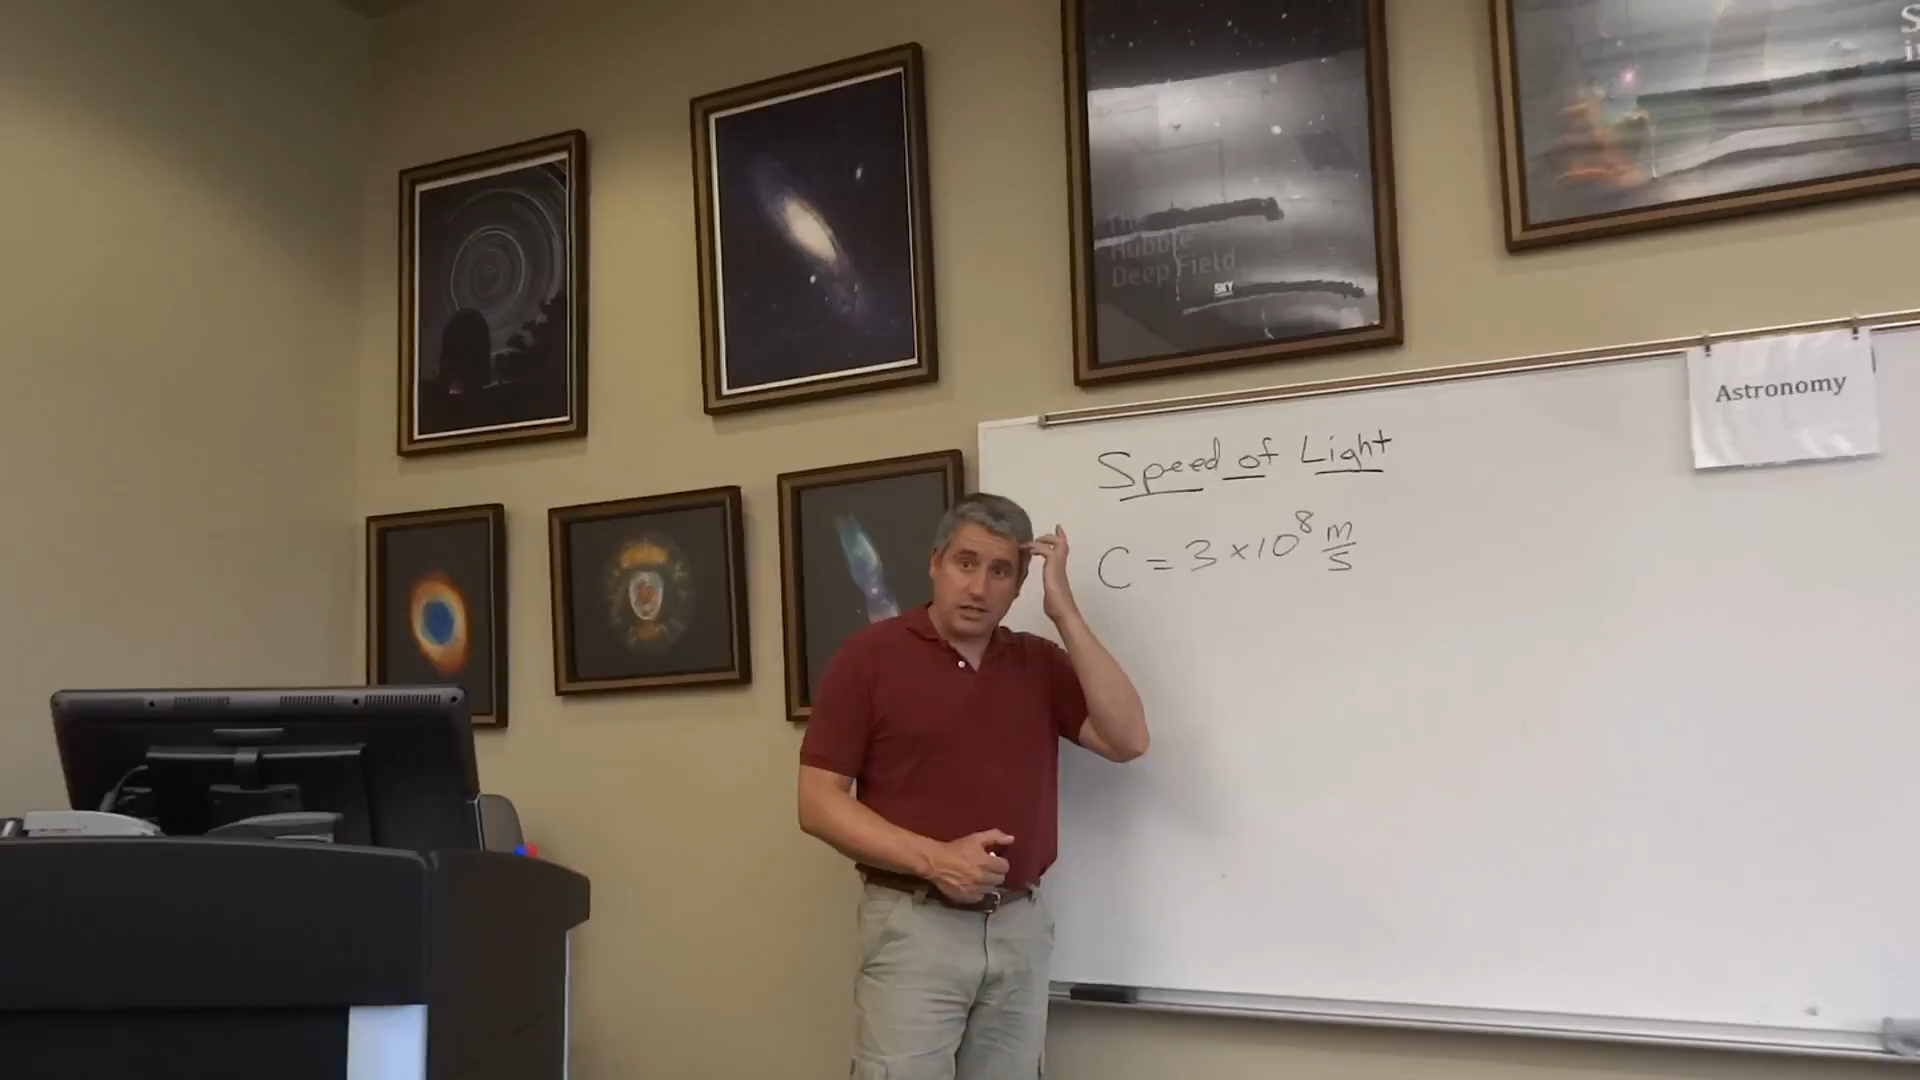 The
Hubble
Deep Field
SKY
Astronomy
Speed of Light
C = 3 × 10⁸ m/s